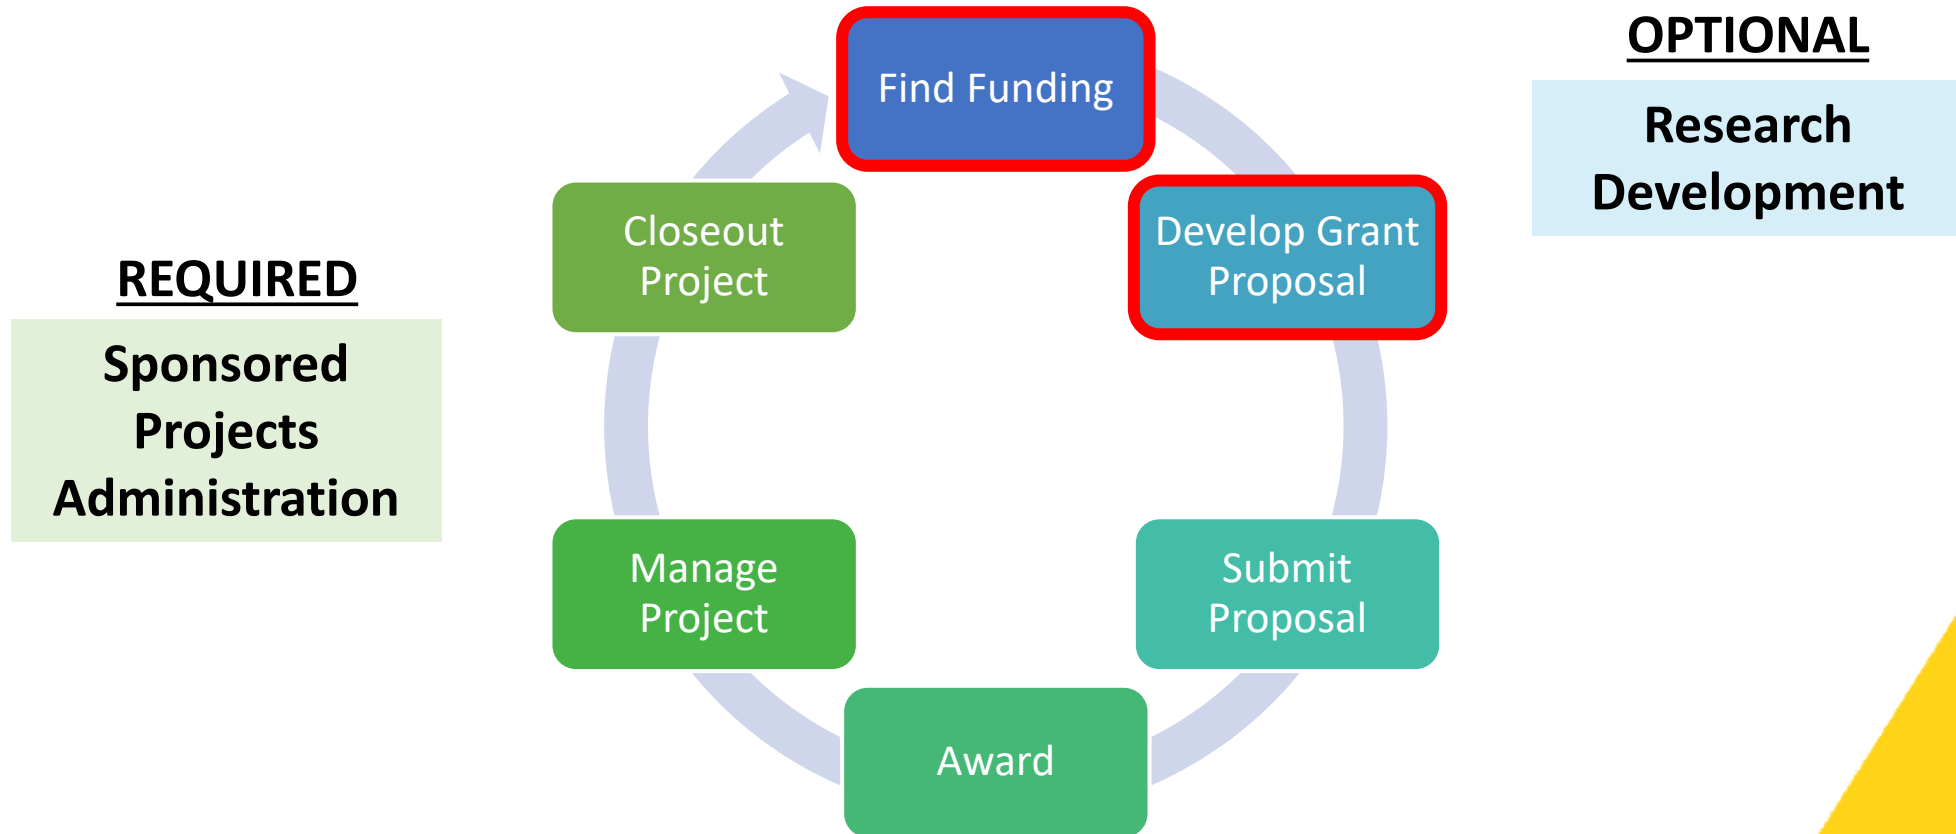 OPTIONAL
Research
Development
REQUIRED
Sponsored
Projects
Administration
Find Funding
Develop Grant
Proposal
Submit
Proposal
Award
Manage
Project
Closeout
Project